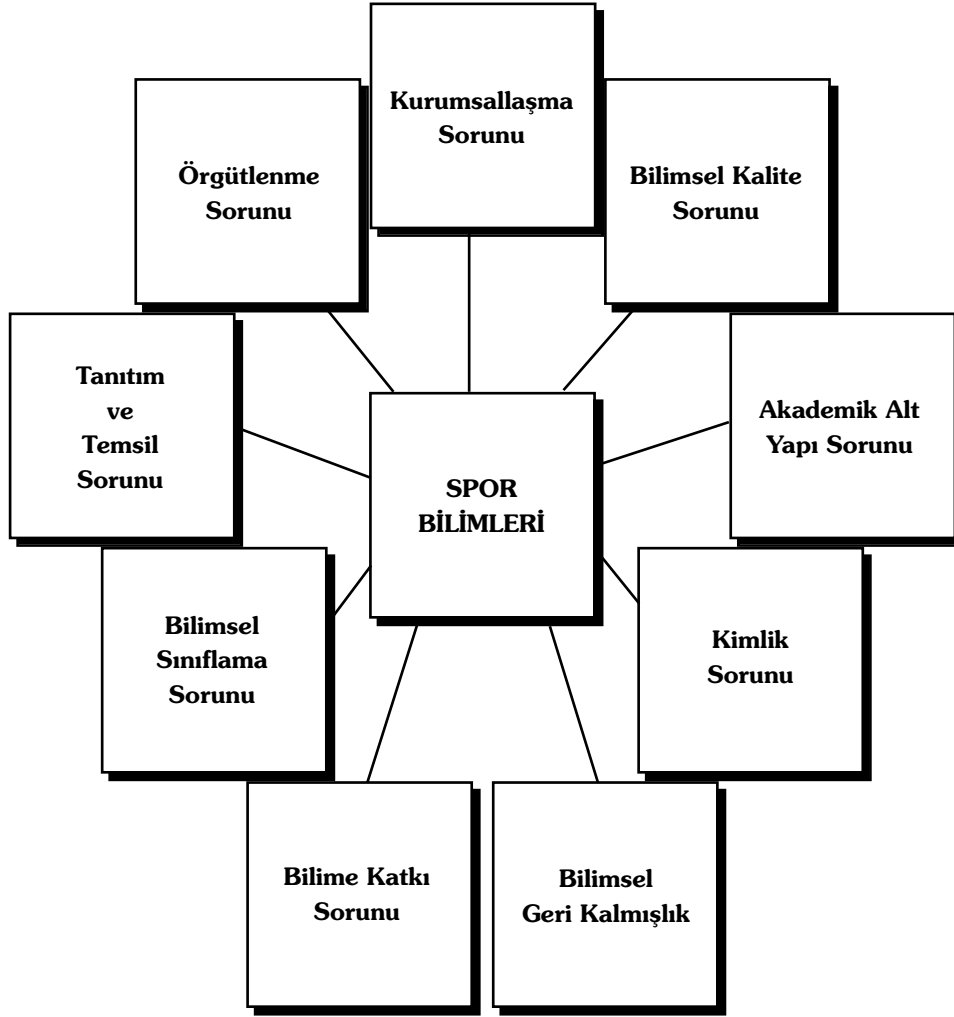 Kurumsallaşma
Sorunu
Örgütlenme
Sorunu
Bilimsel Kalite
Sorunu
Tanıtım
ve
Temsil
Sorunu
Akademik Alt
Yapı Sorunu
SPOR
BİLİMLERİ
Bilimsel
Sınıflama
Sorunu
Kimlik
Sorunu
Bilime Katkı
Sorunu
Bilimsel
Geri Kalmışlık